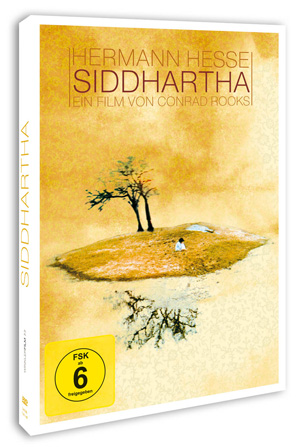 HERMANN HESSE
SIDDHARTHA
EIN FILM VON CONRAD ROOKS
SIDDHARTHA
FSK
ab
6
freigegeben